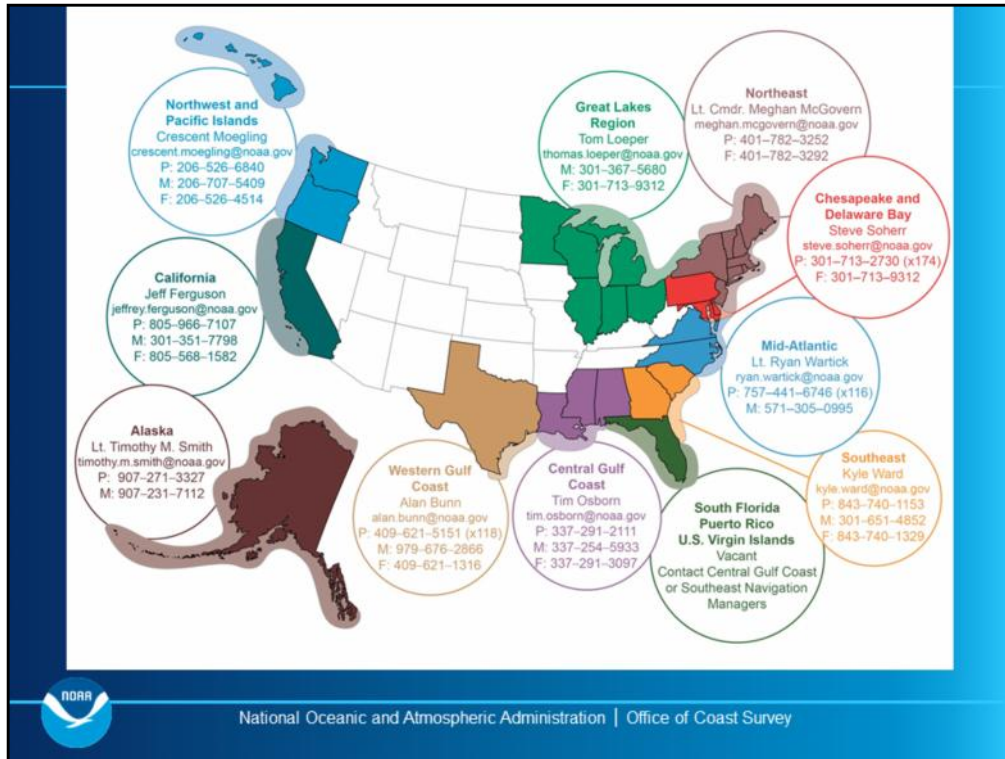 Northwest and
Pacific Islands
Crescent Moegling
crescent.moegling@noaa.gov
P: 206–526–6840
M: 206–707–5409
F: 206–526–4514
Great Lakes
Region
Tom Loeper
thomas.loeper@noaa.gov
M: 301–367–5680
F: 301–713–9312
Northeast
Lt. Cmdr. Meghan McGovern
meghan.mcgovern@noaa.gov
P: 401–782–3252
F: 401–782–3292
Chesapeake and
Delaware Bay
Steve Soherr
steve.soherr@noaa.gov
P: 301–713–2730 (x174)
F: 301–713–9312
California
Jeff Ferguson
jeffrey.ferguson@noaa.gov
P: 805–966–7107
M: 301–351–7798
F: 805–568–1582
Mid-Atlantic
Lt. Ryan Wartick
ryan.wartick@noaa.gov
P: 757–441–6746 (x116)
M: 571–305–0995
Alaska
Lt. Timothy M. Smith
timothy.m.smith@noaa.gov
P: 907–271–3327
M: 907–231–7112
Western Gulf
Coast
Alan Bunn
alan.bunn@noaa.gov
P: 409–621–5151 (x118)
M: 979–676–2866
F: 409–621–1316
Central Gulf
Coast
Tim Osborn
tim.osborn@noaa.gov
P: 337–291–2111
M: 337–254–5933
F: 337–291–3097
South Florida
Puerto Rico
U.S. Virgin Islands
Vacant
Contact Central Gulf Coast
or Southeast Navigation
Managers
Southeast
Kyle Ward
kyle.ward@noaa.gov
P: 843–740–1153
M: 301–651–4852
F: 843–740–1329
NOAA
National Oceanic and Atmospheric Administration | Office of Coast Survey